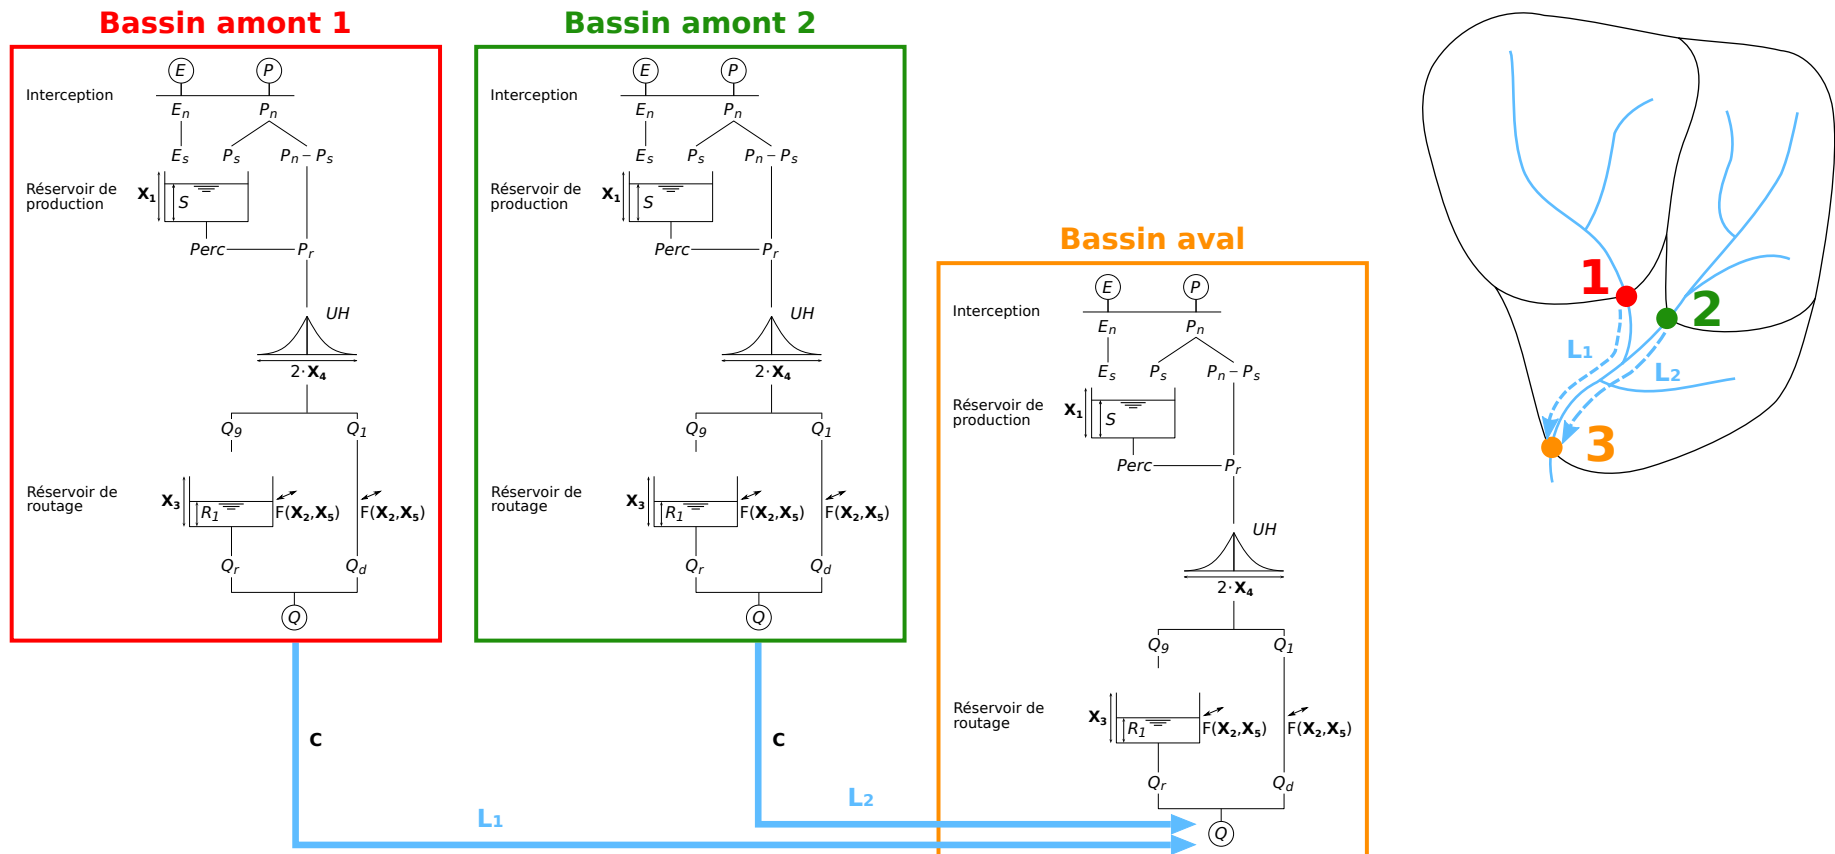 Bassin amont 1
E P
Interception
En Pn
Es Ps Pn – Ps
Réservoir de
production
X1
S
Perc Pr
UH
2·X4
Q9 Q1
Réservoir de
routage
X3
R1
F(X2,X5) F(X2,X5)
Qr Qd
Q
Bassin amont 2
E P
Interception
En Pn
Es Ps Pn – Ps
Réservoir de
production
X1
S
Perc Pr
UH
2·X4
Q9 Q1
Réservoir de
routage
X3
R1
F(X2,X5) F(X2,X5)
Qr Qd
Q
Bassin aval
E P
Interception
En Pn
Es Ps Pn – Ps
Réservoir de
production
X1
S
Perc Pr
UH
2·X4
Q9 Q1
Réservoir de
routage
X3
R1
F(X2,X5) F(X2,X5)
Qr Qd
Q
C
C
L1
L2
1
2
L1
L2
3